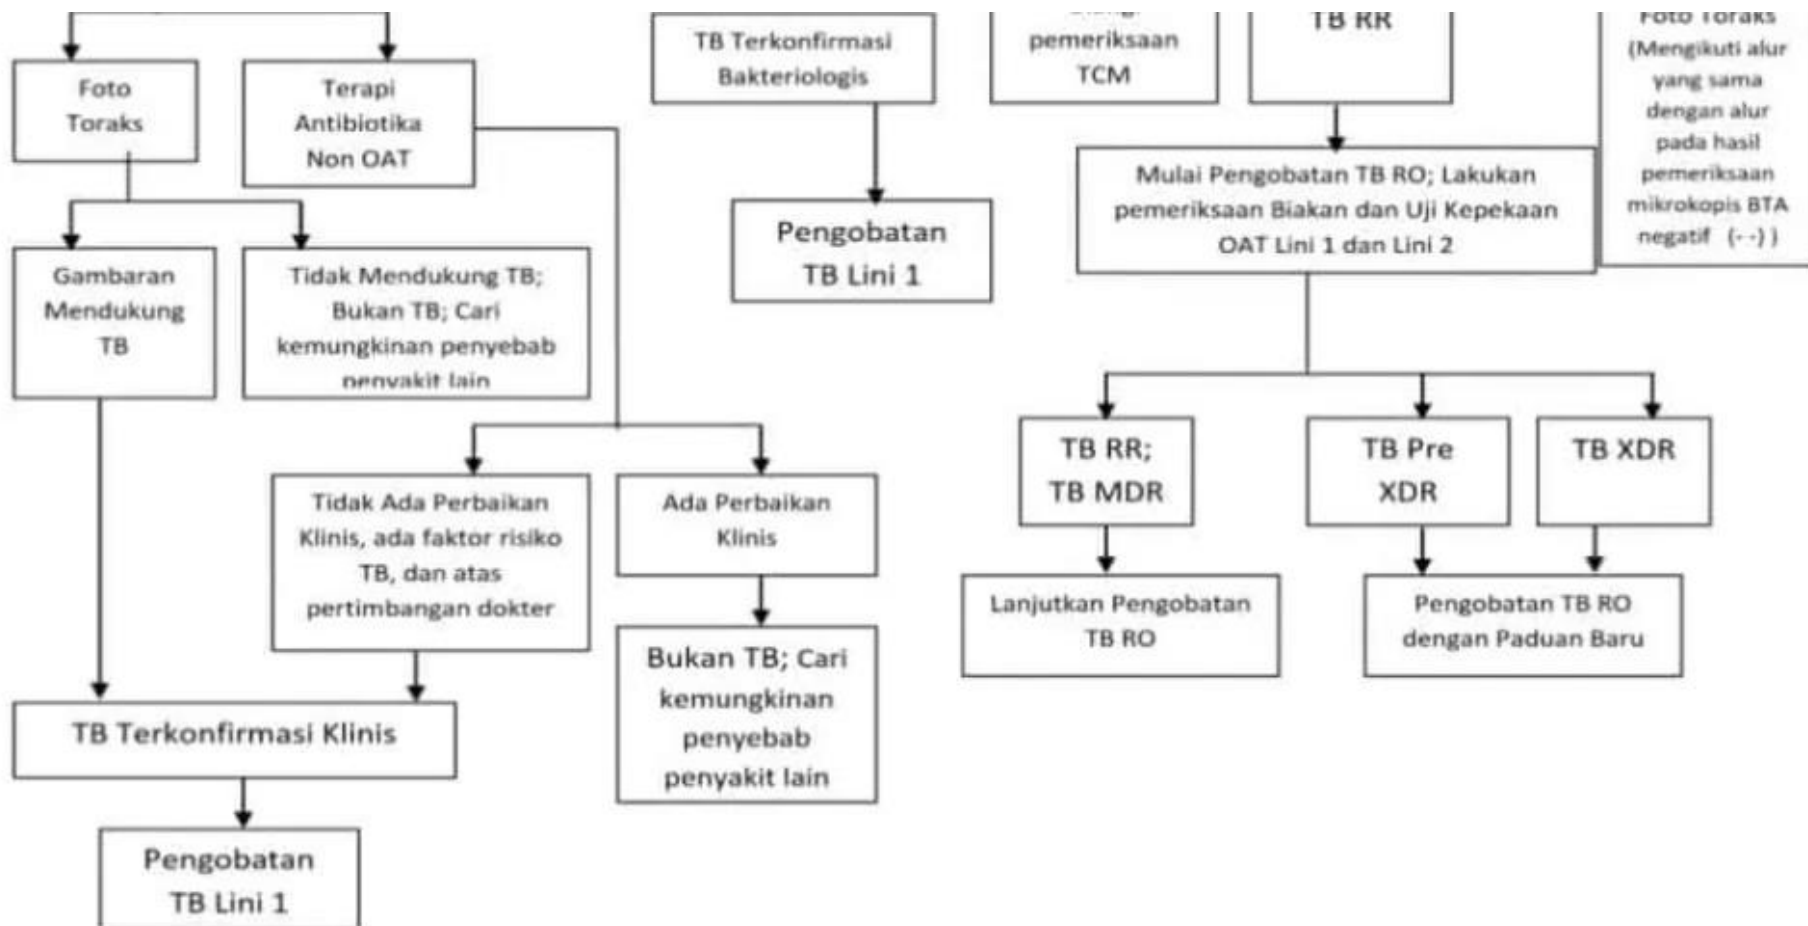 Foto
Toraks
Terapi
Antibiotika
Non OAT
TB Terkonfirmasi
Bakteriologis
pemeriksaan
TCM
TB RR
Foto Toraks
(Mengikuti alur
yang sama
dengan alur
pada hasil
pemeriksaan
mikrokopis BTA
negatif (- -) )
Mulai Pengobatan TB RO; Lakukan
pemeriksaan Biakan dan Uji Kepekaan
OAT Lini 1 dan Lini 2
Pengobatan
TB Lini 1
Gambaran
Mendukung
TB
Tidak Mendukung TB;
Bukan TB; Cari
kemungkinan penyebab
penyakit lain
TB RR;
TB MDR
TB Pre
XDR
TB XDR
Tidak Ada Perbaikan
Klinis, ada faktor risiko
TB, dan atas
pertimbangan dokter
Ada Perbaikan
Klinis
Lanjutkan Pengobatan
TB RO
Pengobatan TB RO
dengan Paduan Baru
Bukan TB; Cari
kemungkinan
penyebab
penyakit lain
TB Terkonfirmasi Klinis
Pengobatan
TB Lini 1